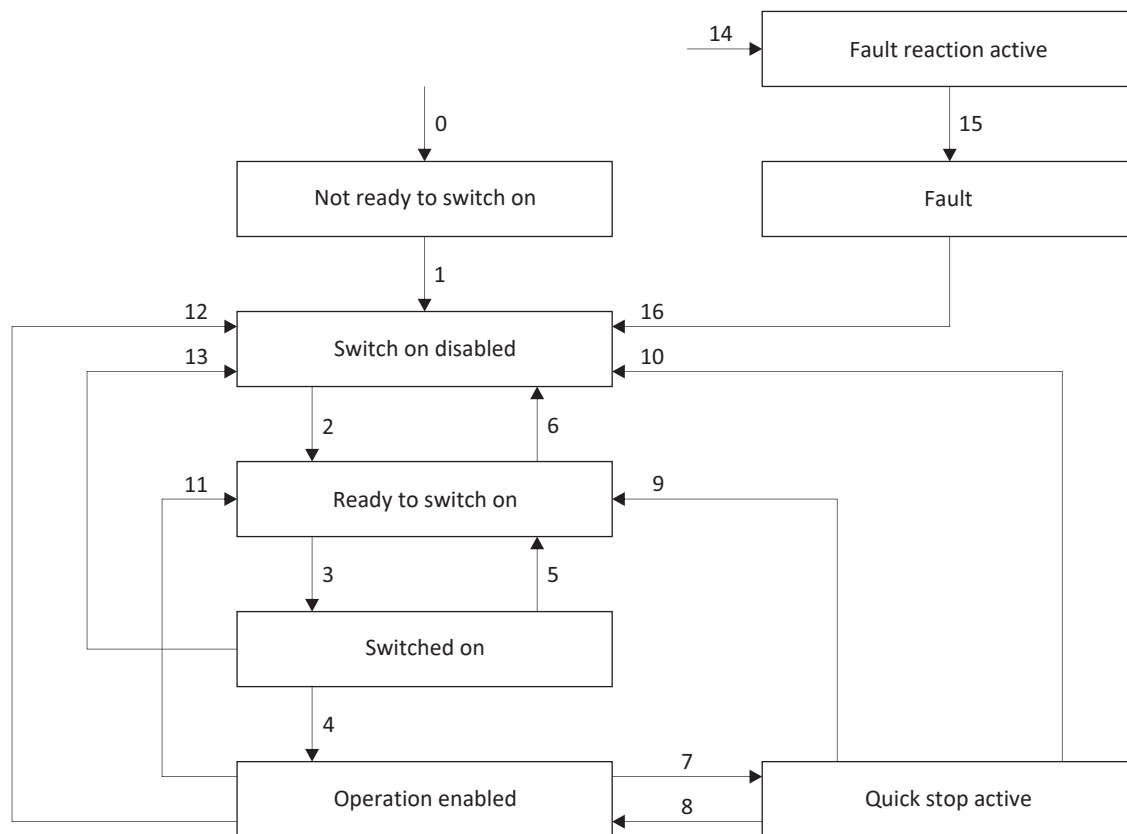 14
Fault reaction active
0
15
Not ready to switch on
Fault
1
12
16
Switch on disabled
13
10
2
6
11
9
Ready to switch on
3
5
Switched on
4
7
Operation enabled
Quick stop active
8